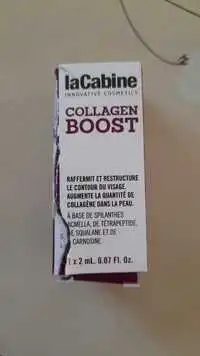 laCabine
INNOVATIVE COSMETICS
COLLAGEN
BOOST
RAFFERMIT ET RESTRUCTURE
LE CONTOUR DU VISAGE.
AUGMENTE LA QUANTITÉ DE
COLLAGÈNE DANS LA PEAU.
À BASE DE SPILANTHES
ACMELLA, DE TÉTRAPEPTIDE,
DE SQUALANE ET DE
CARNOSINE
1 x 2 mL. 0.07 Fl. Oz.